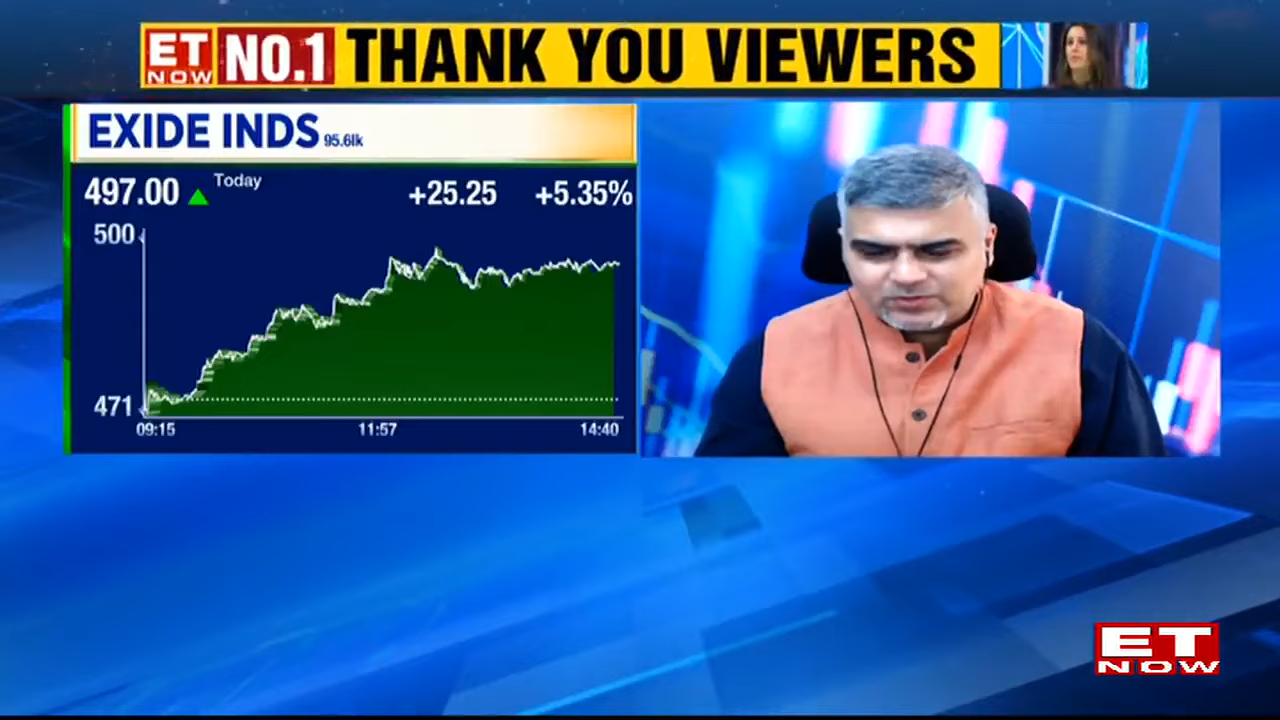 ET NOW
NO.1
THANK YOU VIEWERS
EXIDE INDS 95.6lk
497.00 Today +25.25 +5.35%
500
471
09:15 11:57 14:40
ET
NOW